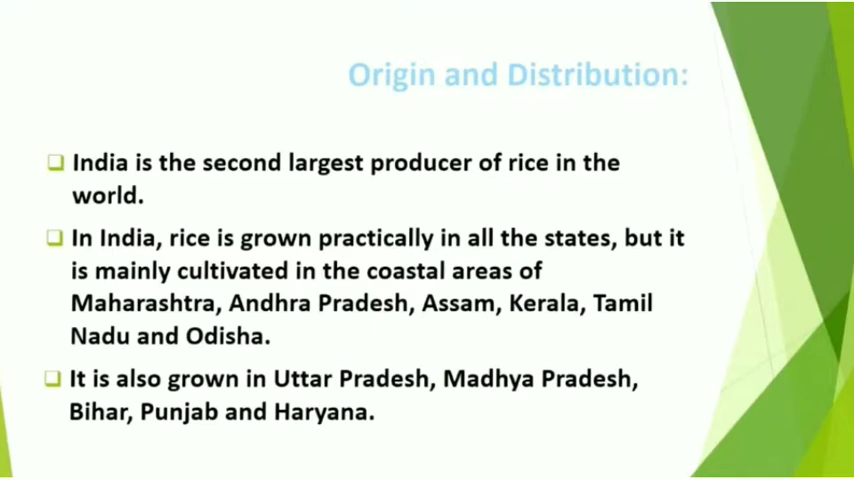 Origin and Distribution:
India is the second largest producer of rice in the
world.
In India, rice is grown practically in all the states, but it
is mainly cultivated in the coastal areas of
Maharashtra, Andhra Pradesh, Assam, Kerala, Tamil
Nadu and Odisha.
It is also grown in Uttar Pradesh, Madhya Pradesh,
Bihar, Punjab and Haryana.